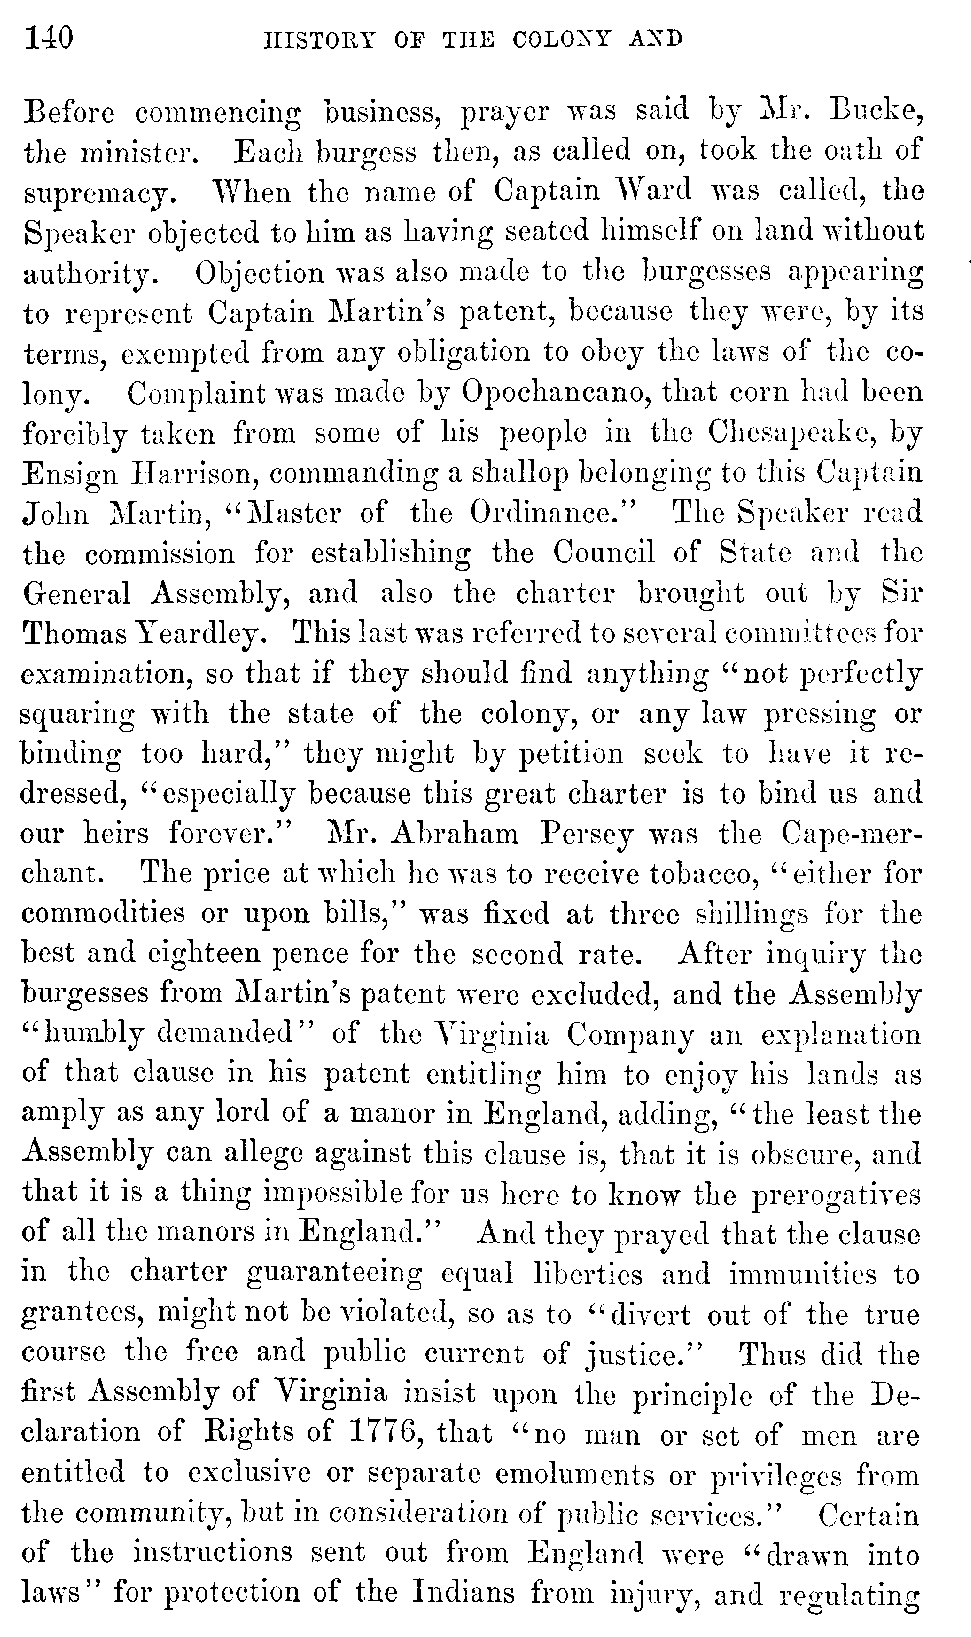 140 HISTORY OF THE COLONY AND
Before commencing business, prayer was said by Mr. Bucke,
the minister. Each burgess then, as called on, took the oath of
supremacy. When the name of Captain Ward was called, the
Speaker objected to him as having seated himself on land without
authority. Objection was also made to the burgesses appearing
to represent Captain Martin's patent, because they were, by its
terms, exempted from any obligation to obey the laws of the co-
lony. Complaint was made by Opochancano, that corn had been
forcibly taken from some of his people in the Chesapeake, by
Ensign Harrison, commanding a shallop belonging to this Captain
John Martin, "Master of the Ordinance." The Speaker read
the commission for establishing the Council of State and the
General Assembly, and also the charter brought out by Sir
Thomas Yeardley. This last was referred to several committees for
examination, so that if they should find anything "not perfectly
squaring with the state of the colony, or any law pressing or
binding too hard," they might by petition seek to have it re-
dressed, "especially because this great charter is to bind us and
our heirs forever." Mr. Abraham Persey was the Cape-mer-
chant. The price at which he was to receive tobacco, "either for
commodities or upon bills," was fixed at three shillings for the
best and eighteen pence for the second rate. After inquiry the
burgesses from Martin's patent were excluded, and the Assembly
"humbly demanded" of the Virginia Company an explanation
of that clause in his patent entitling him to enjoy his lands as
amply as any lord of a manor in England, adding, "the least the
Assembly can allege against this clause is, that it is obscure, and
that it is a thing impossible for us here to know the prerogatives
of all the manors in England." And they prayed that the clause
in the charter guaranteeing equal liberties and immunities to
grantees, might not be violated, so as to "divert out of the true
course the free and public current of justice." Thus did the
first Assembly of Virginia insist upon the principle of the De-
claration of Rights of 1776, that "no man or set of men are
entitled to exclusive or separate emoluments or privileges from
the community, but in consideration of public services." Certain
of the instructions sent out from England were "drawn into
laws" for protection of the Indians from injury, and regulating